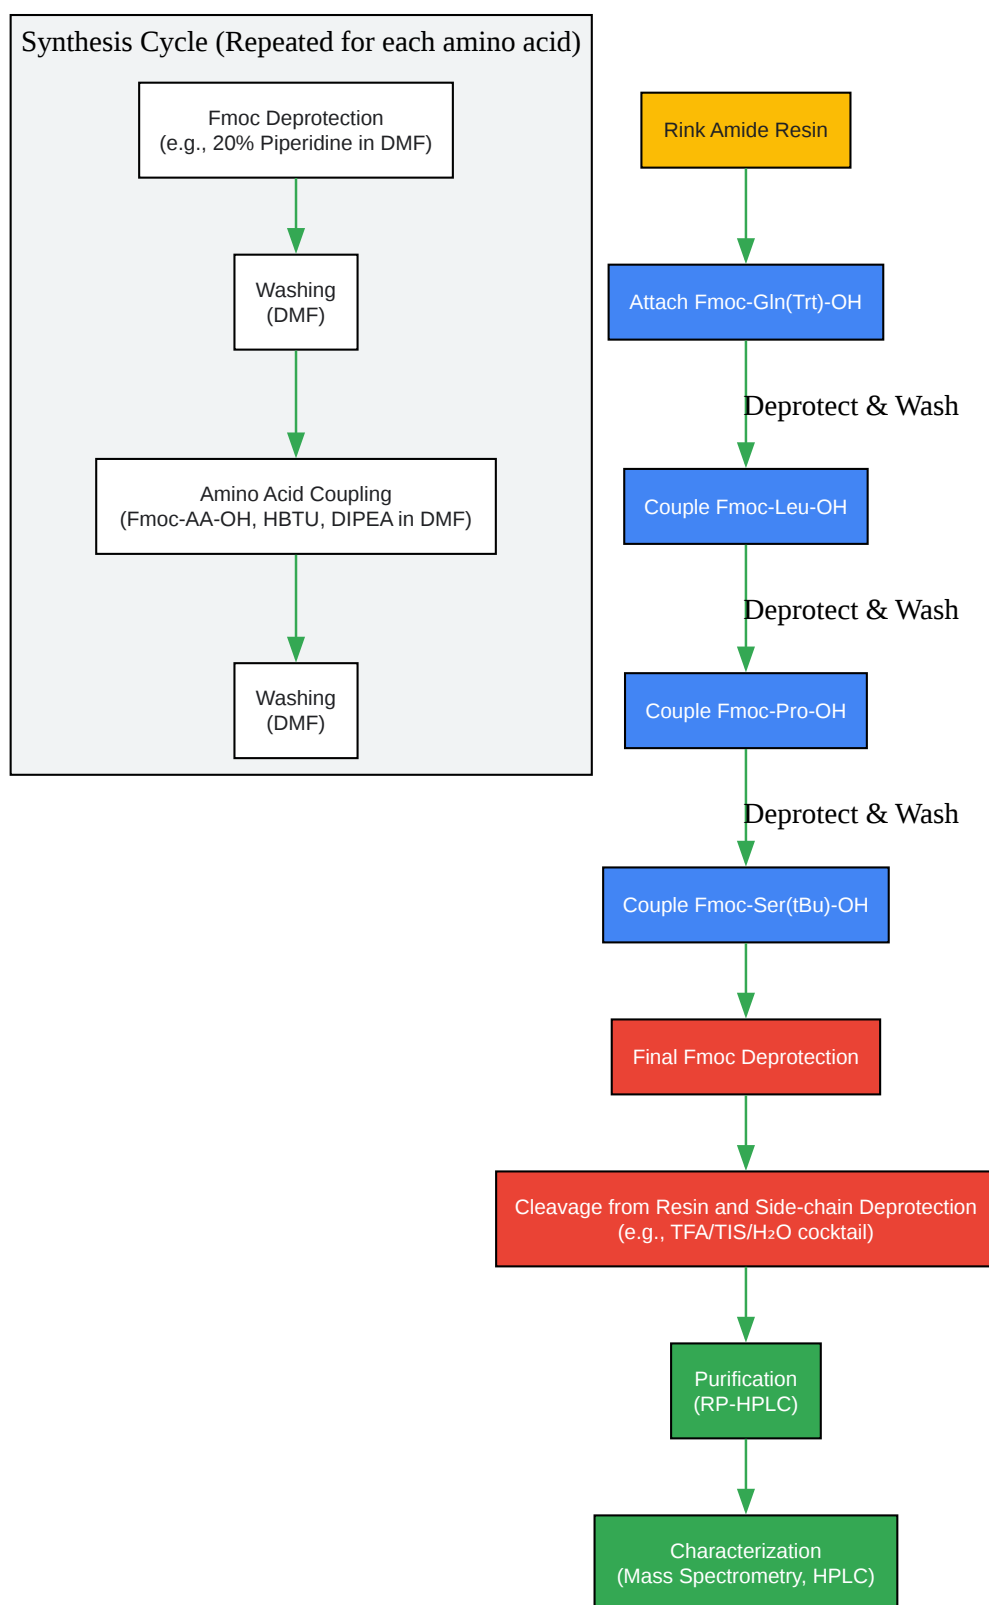 Synthesis Cycle (Repeated for each amino acid)
Fmoc Deprotection
(e.g., 20% Piperidine in DMF)
Washing
(DMF)
Amino Acid Coupling
(Fmoc-AA-OH, HBTU, DIPEA in DMF)
Washing
(DMF)
Rink Amide Resin
Attach Fmoc-Gln(Trt)-OH
Deprotect & Wash
Couple Fmoc-Leu-OH
Deprotect & Wash
Couple Fmoc-Pro-OH
Deprotect & Wash
Couple Fmoc-Ser(tBu)-OH
Final Fmoc Deprotection
Cleavage from Resin and Side-chain Deprotection
(e.g., TFA/TIS/H₂O cocktail)
Purification
(RP-HPLC)
Characterization
(Mass Spectrometry, HPLC)